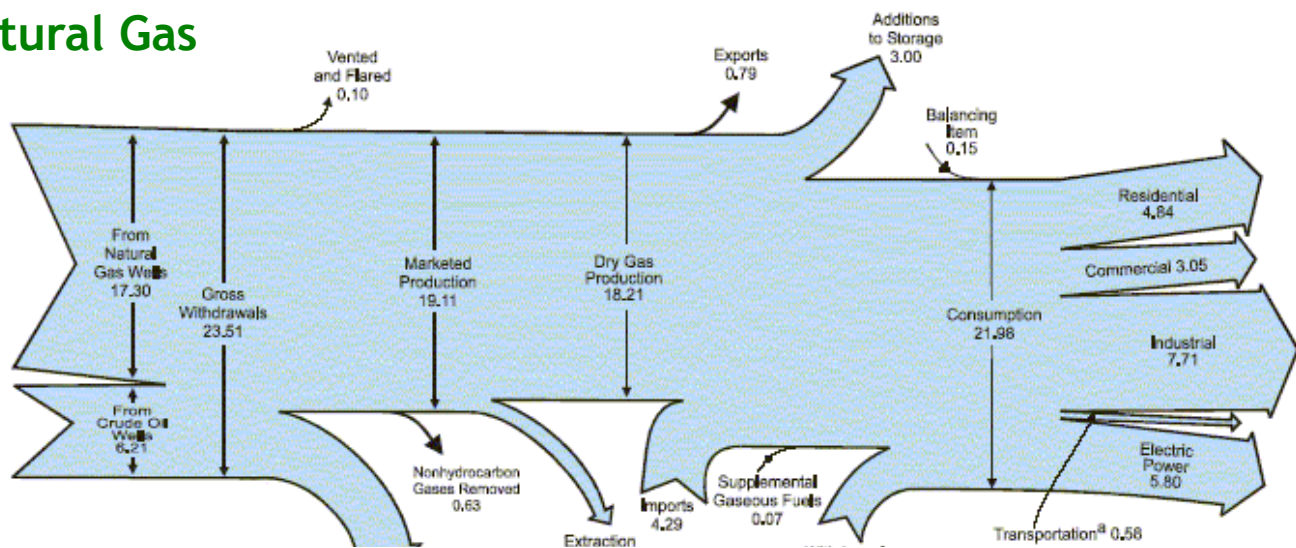 tural Gas
Vented
and Flared
0.10
Exports
0.79
Additions
to Storage
3.00
Balancing
Item
0.15
From
Natural
Gas Wells
17.30
Gross
Withdrawals
23.51
Marketed
Production
19.11
Dry Gas
Production
18.21
Consumption
21.98
Residential
4.84
Commercial 3.05
Industrial
7.71
From
Crude Oil
Wells
6.21
Nonhydrocarbon
Gases Removed
0.63
Extraction
Imports
4.29
Supplemental
Gaseous Fuels
0.07
Electric
Power
5.80
Transportationᵃ 0.58